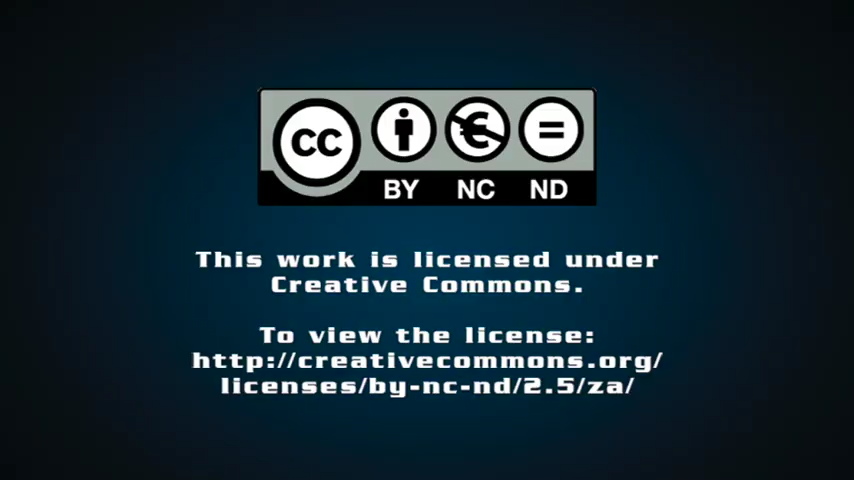 CC
BY NC ND
This work is licensed under
Creative Commons.
To view the license:
http://creativecommons.org/
licenses/by-nc-nd/2.5/za/